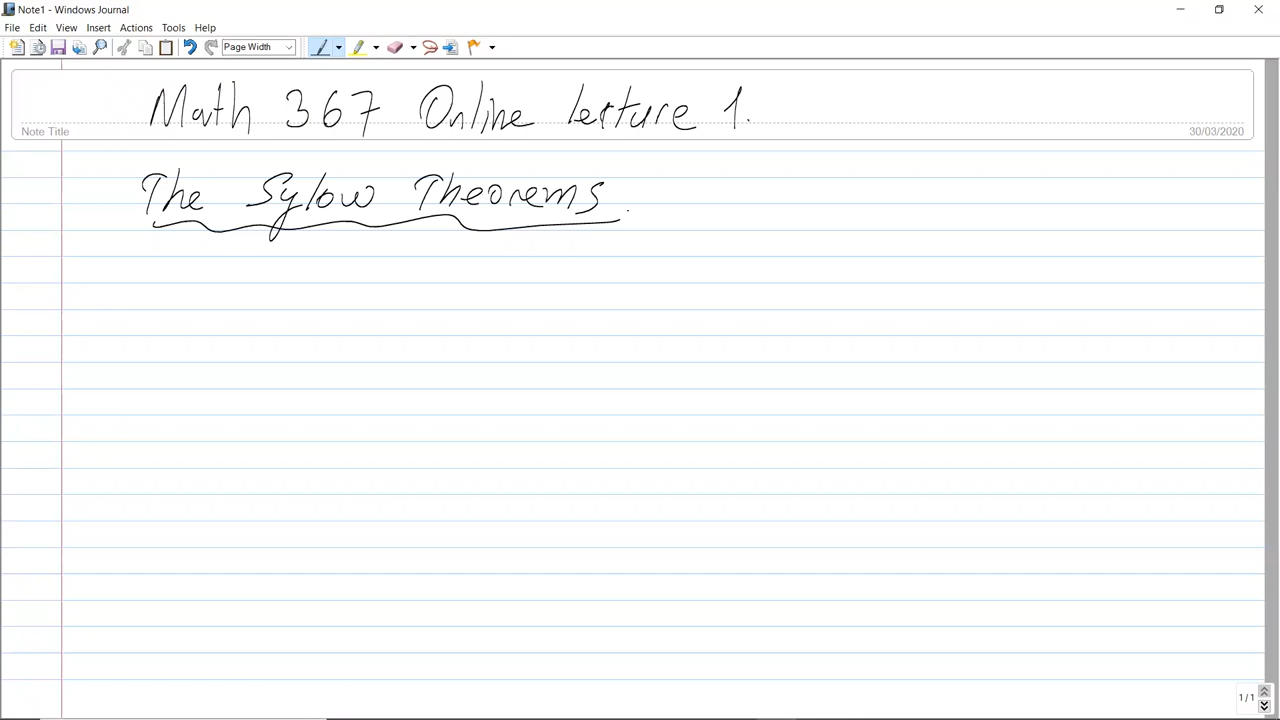 Note1 - Windows Journal
File Edit View Insert Actions Tools Help
Page Width
Math 367 Online lecture 1.
Note Title
30/03/2020
The Sylow Theorems.
1 / 1